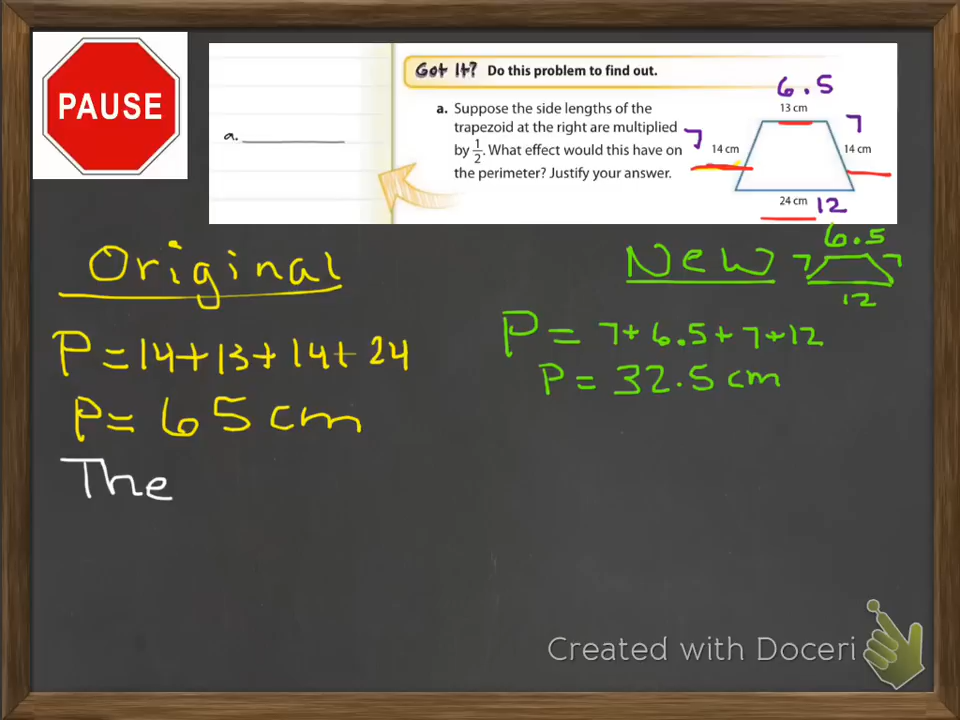 PAUSE
Got It? Do this problem to find out.
a.
a. Suppose the side lengths of the
trapezoid at the right are multiplied
by 1/2. What effect would this have on
the perimeter? Justify your answer.
6.5
13 cm
7
14 cm
7
14 cm
24 cm 12
Original
P = 14 + 13 + 14 + 24
P = 65 cm
The
New
6.5
7
7
12
P = 7 + 6.5 + 7 + 12
P = 32.5 cm
Created with Doceri